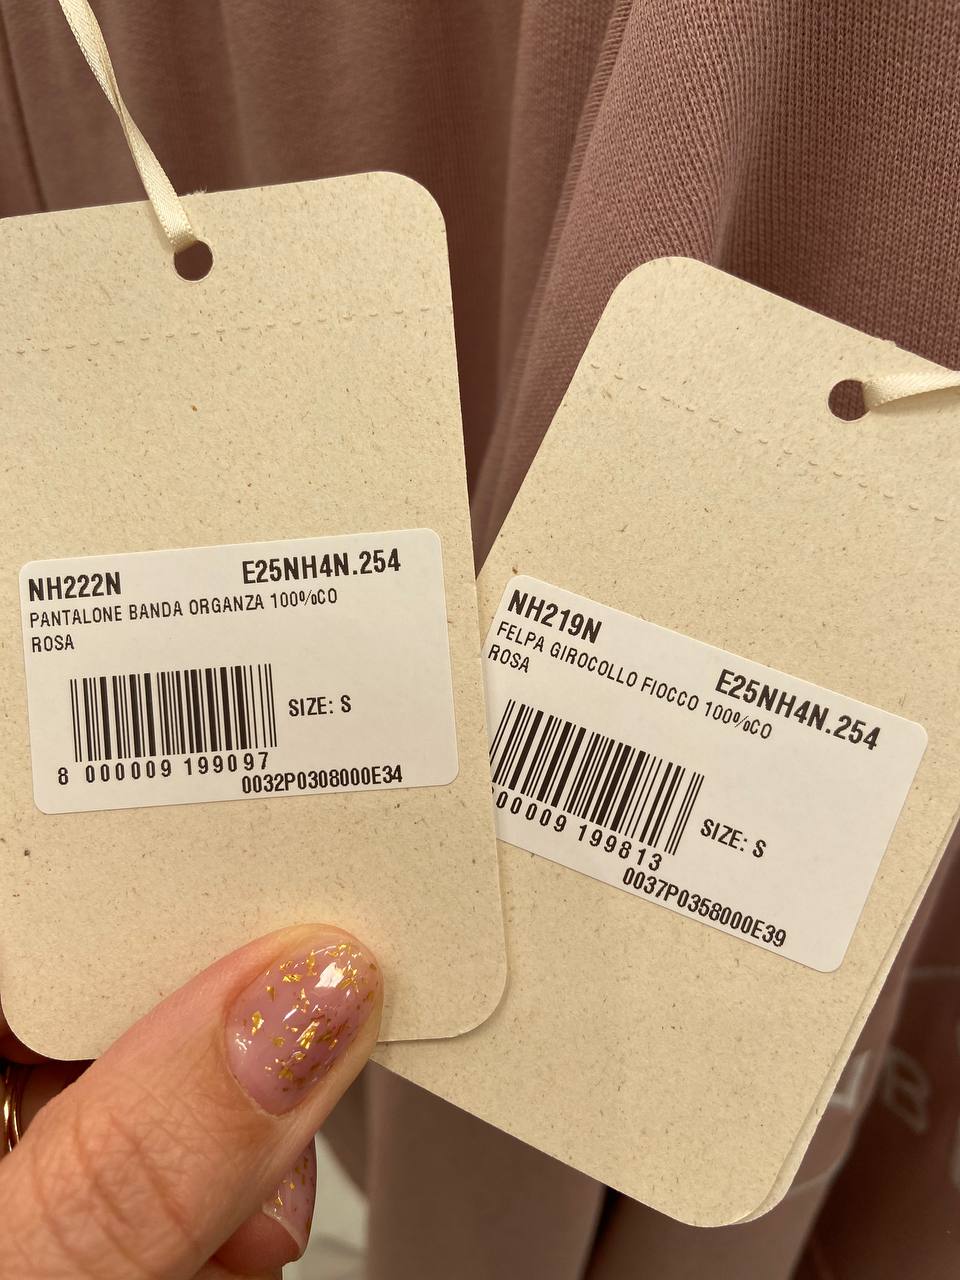 NH222N E25NH4N.254
PANTALONE BANDA ORGANZA 100%CO
ROSA
SIZE: S
8 000009 199097
0032P0308000E34
NH219N E25NH4N.254
FELPA GIROCOLLO FIOCCO 100%CO
ROSA
SIZE: S
00009 199813
0037P0358000E39